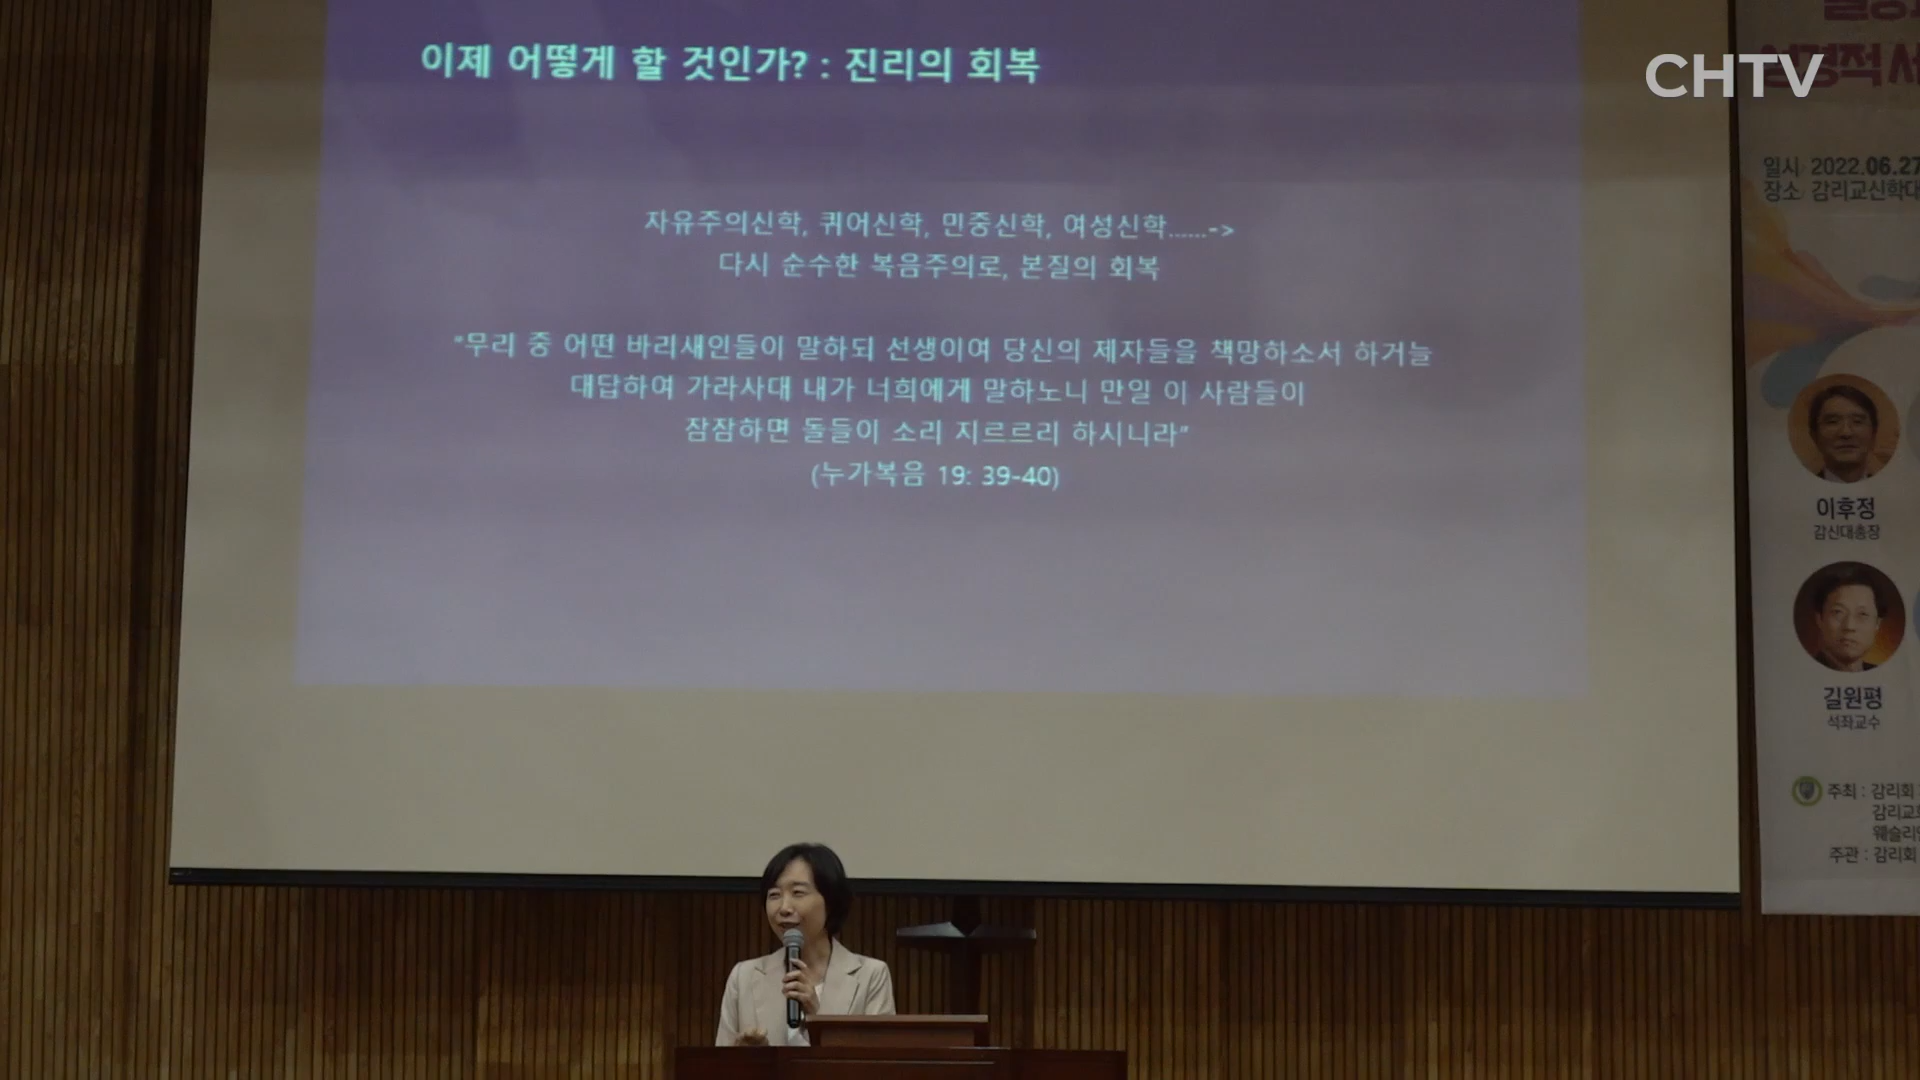 이제 어떻게 할 것인가? : 진리의 회복
자유주의신학, 퀴어신학, 민중신학, 여성신학......->
다시 순수한 복음주의로, 본질의 회복
"무리 중 어떤 바리새인들이 말하되 선생이여 당신의 제자들을 책망하소서 하거늘
대답하여 가라사대 내가 너희에게 말하노니 만일 이 사람들이
잠잠하면 돌들이 소리 지르르리 하시니라"
(누가복음 19: 39-40)
CHTV
성경적
일시 2022.06.27
장소 감리교신학대
이후정
감신대총장
길원평
석좌교수
주최 : 감리회
감리교
웨슬리안
주관 : 감리회